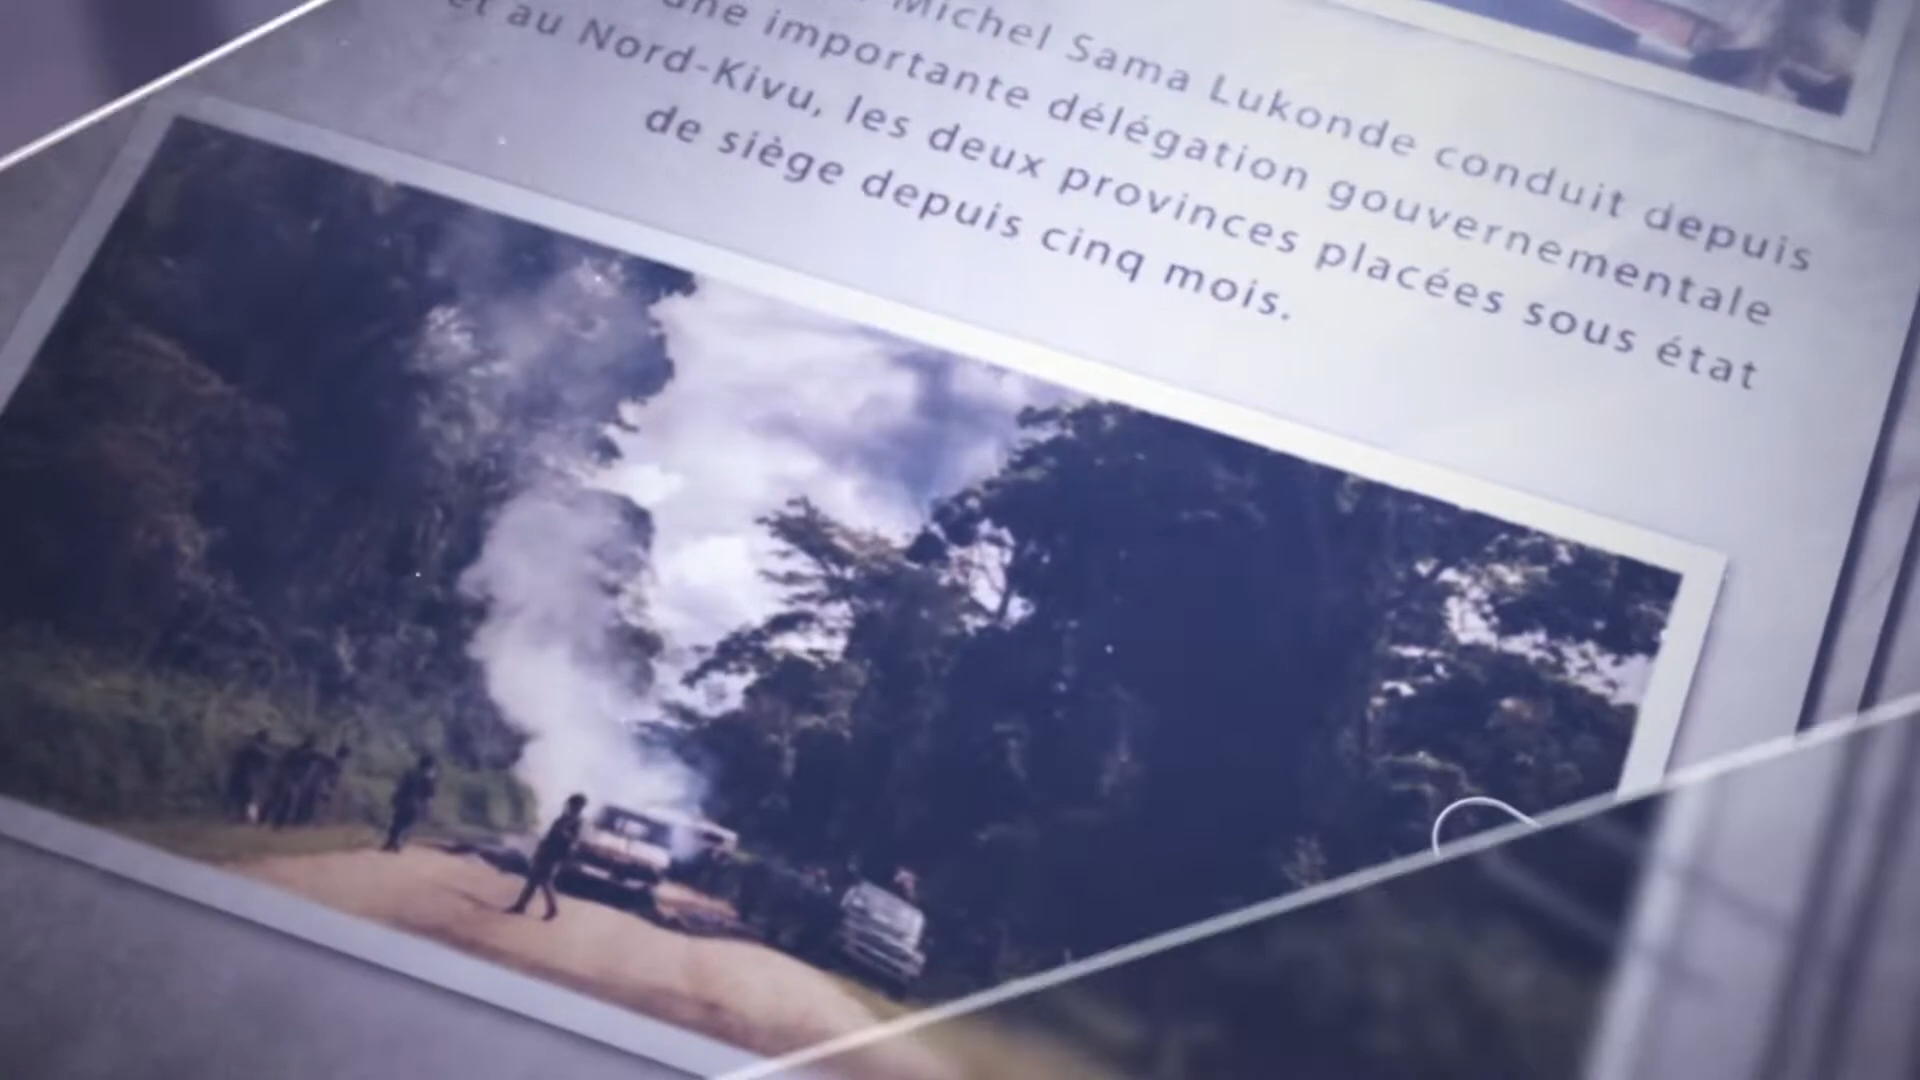 Michel Sama Lukonde conduit depuis
une importante délégation gouvernementale
et au Nord-Kivu, les deux provinces placées sous état
de siège depuis cinq mois.